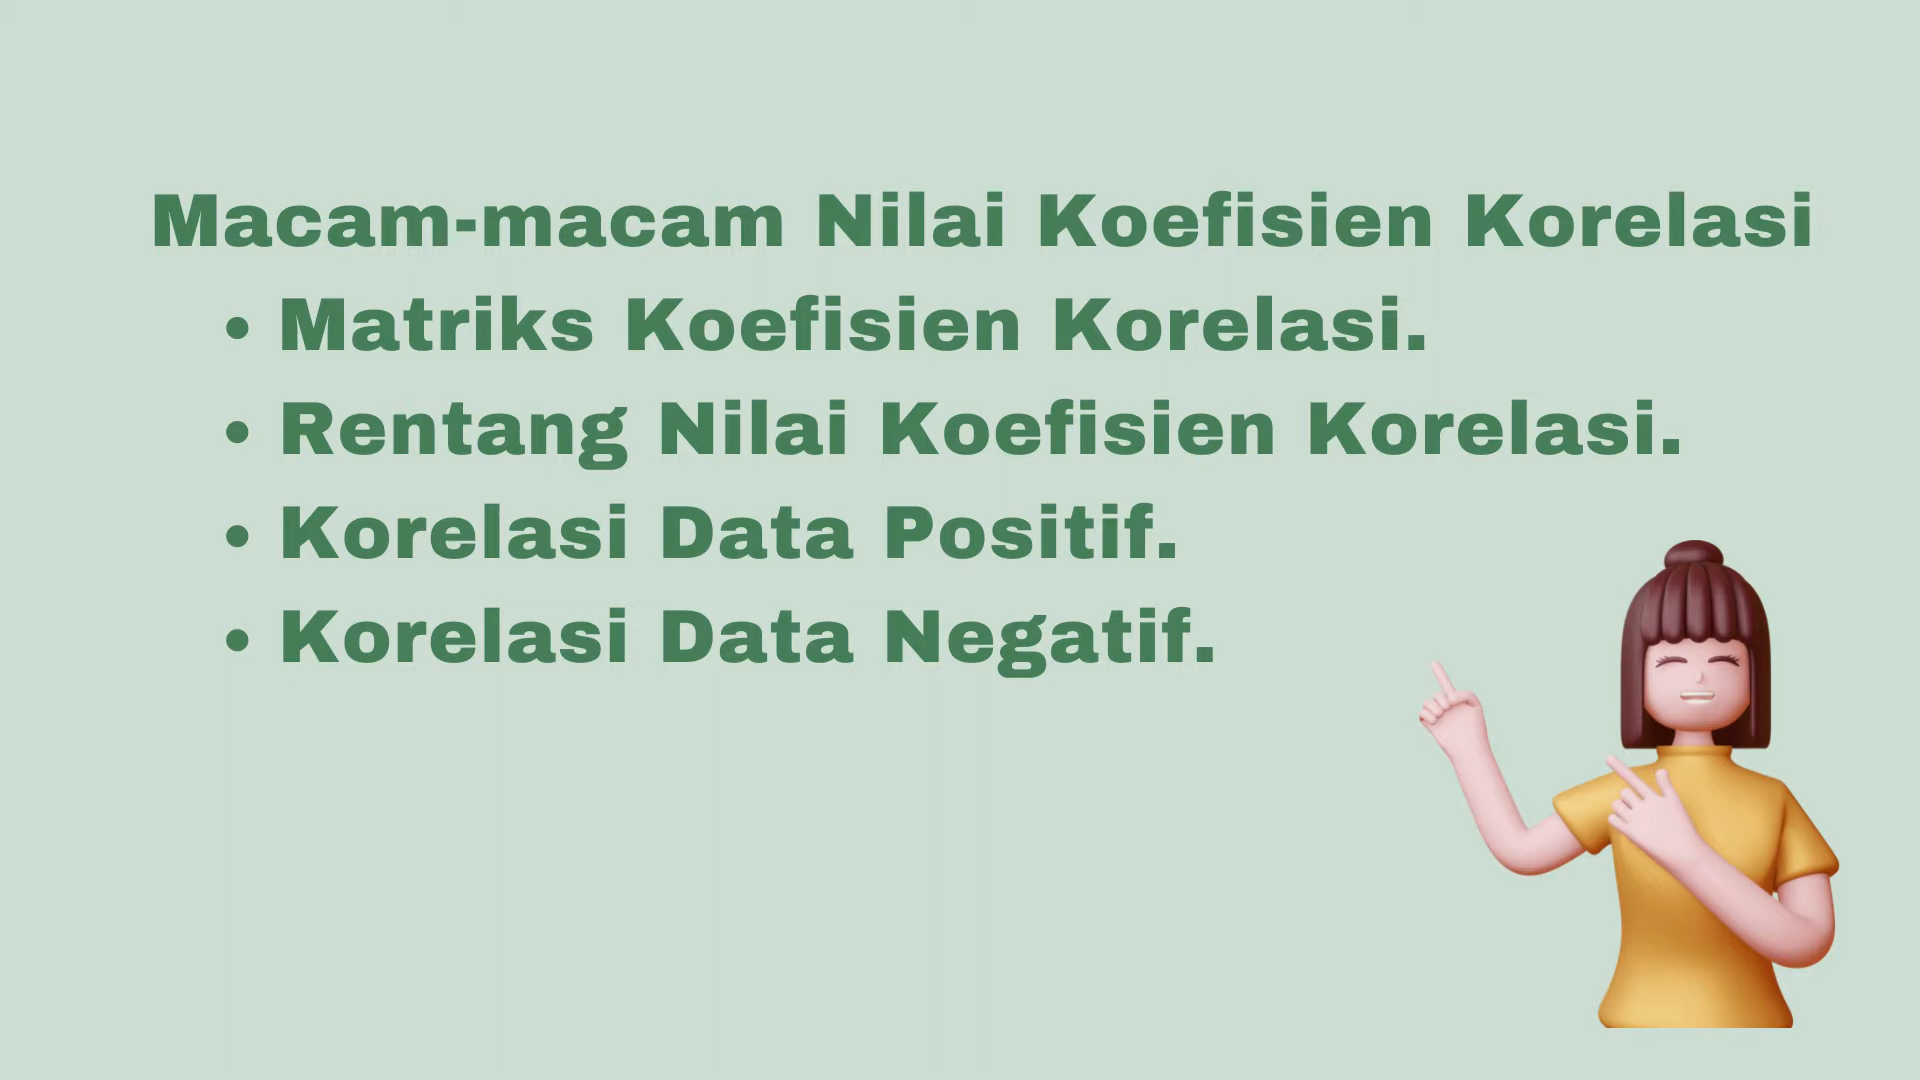 Macam-macam Nilai Koefisien Korelasi
• Matriks Koefisien Korelasi.
• Rentang Nilai Koefisien Korelasi.
• Korelasi Data Positif.
• Korelasi Data Negatif.